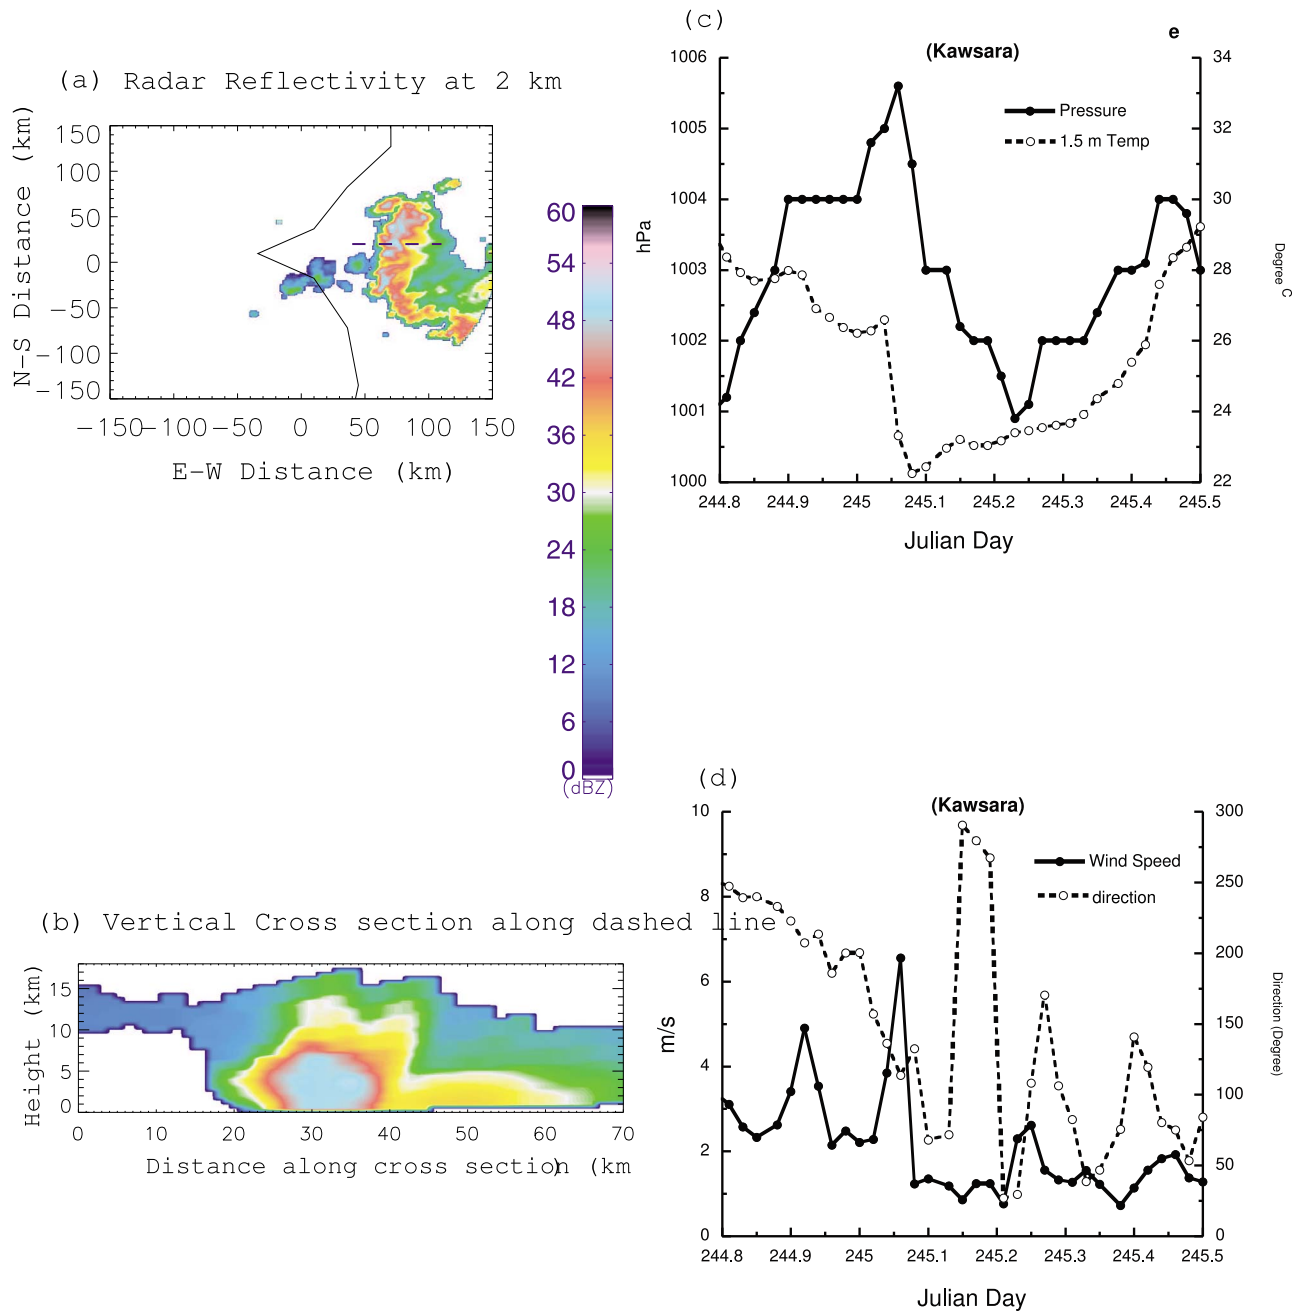 (a) Radar Reflectivity at 2 km
N-S Distance (km)
150
100
50
0
-50
-100
-150
-150 -100 -50 0 50 100 150
E-W Distance (km)
60
54
48
42
36
30
24
18
12
6
0
(dBZ)
(b) Vertical Cross section along dashed line
Height (km)
15
10
5
0
0 10 20 30 40 50 60 70
Distance along cross section) (km
(c)
(Kawsara)
e
hPa
1006
1005
1004
1003
1002
1001
1000
Pressure
1.5 m Temp
34
32
30
28
26
24
22
Degree C
244.8 244.9 245 245.1 245.2 245.3 245.4 245.5
Julian Day
(d)
(Kawsara)
m/s
10
8
6
4
2
0
Wind Speed
direction
300
250
200
150
100
50
0
Direction (Degree)
244.8 244.9 245 245.1 245.2 245.3 245.4 245.5
Julian Day